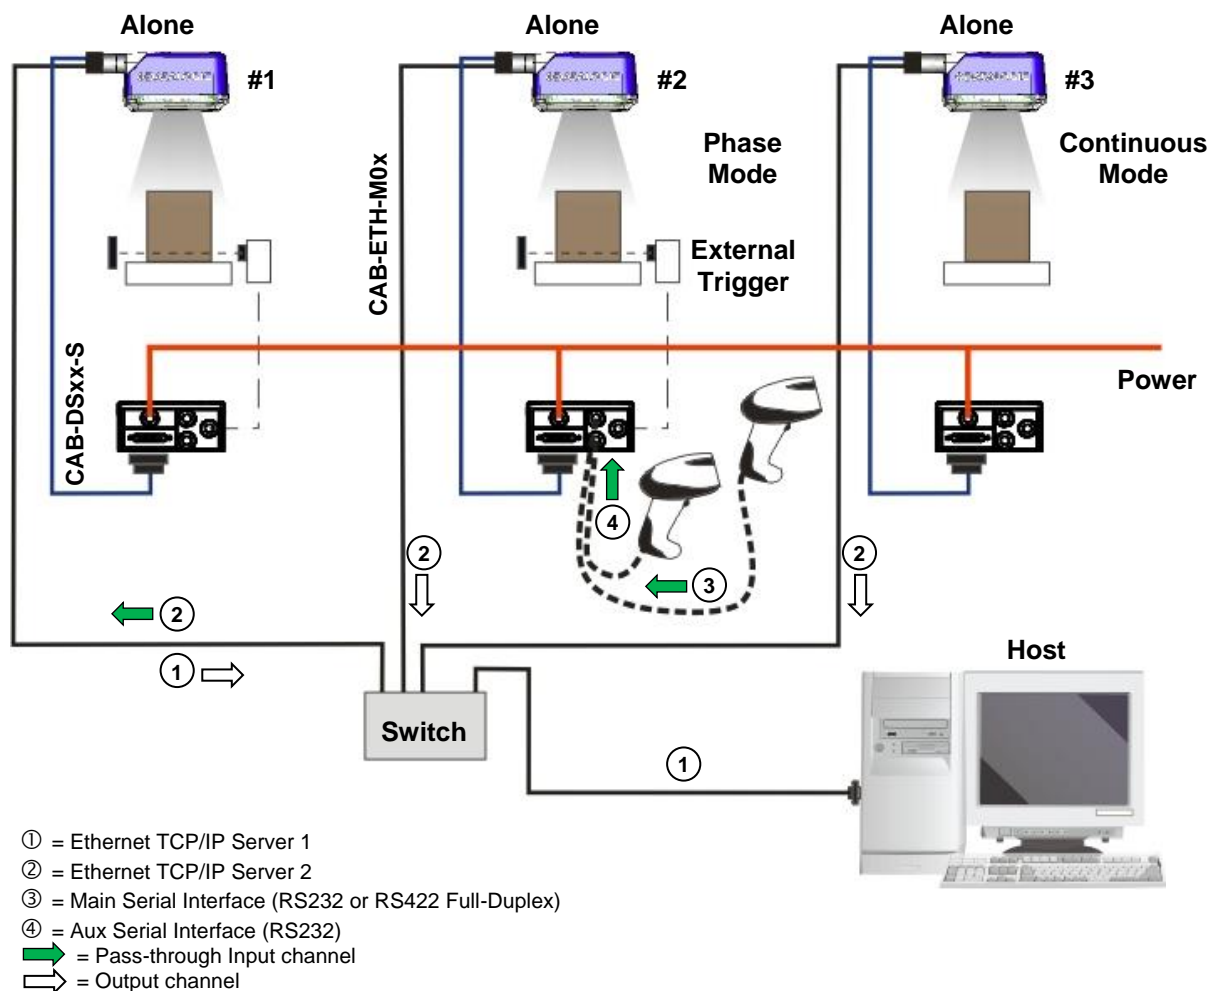 Alone
Alone
Alone
#1
#2
#3
Phase
Mode
Continuous
Mode
CAB-ETH-M0x
External
Trigger
CAB-DSxx-S
Power
4
2
3
2
2
1
Host
Switch
1
① = Ethernet TCP/IP Server 1
② = Ethernet TCP/IP Server 2
③ = Main Serial Interface (RS232 or RS422 Full-Duplex)
④ = Aux Serial Interface (RS232)
= Pass-through Input channel
= Output channel